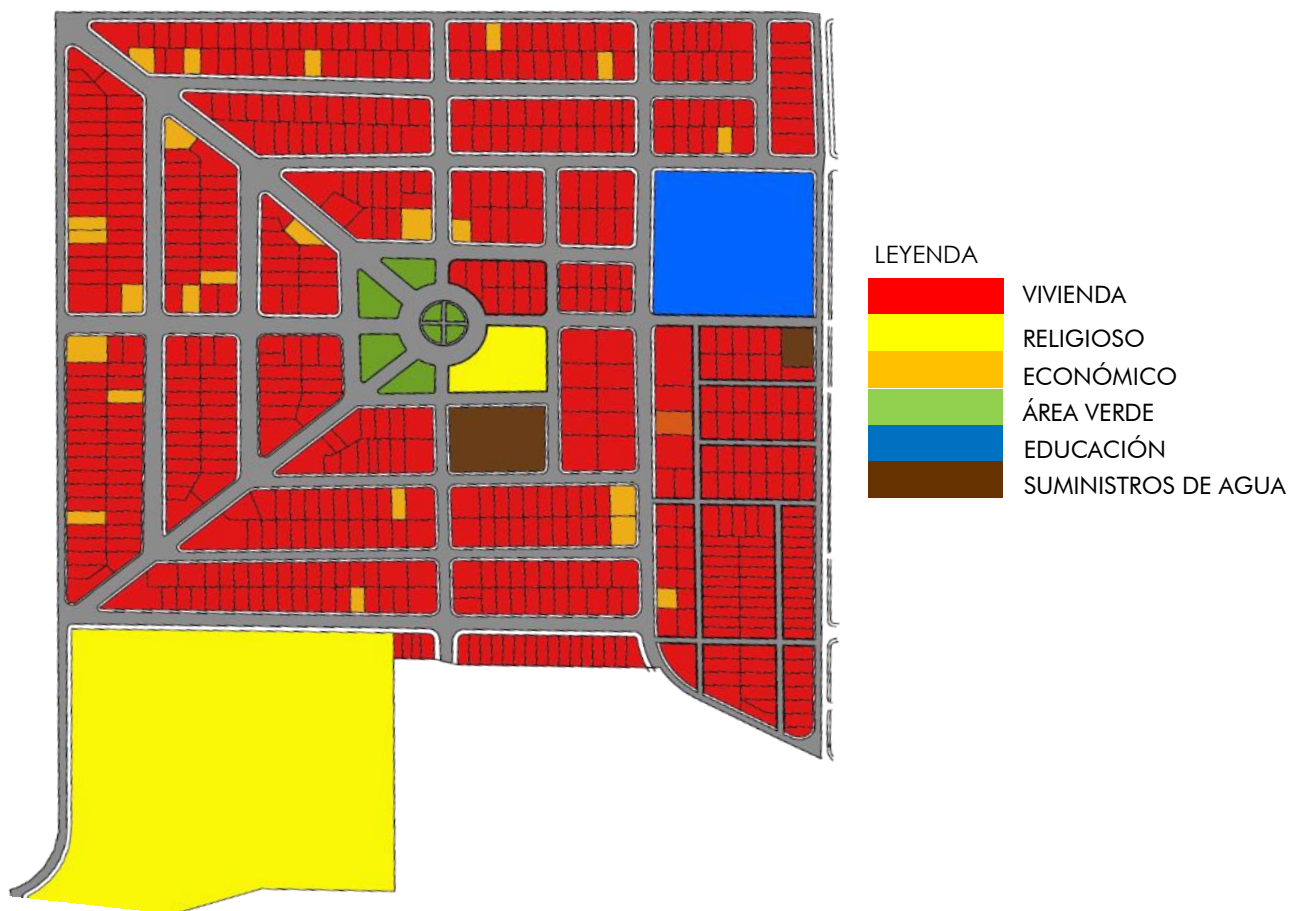 LEYENDA
VIVIENDA
RELIGIOSO
ECONÓMICO
ÁREA VERDE
EDUCACIÓN
SUMINISTROS DE AGUA